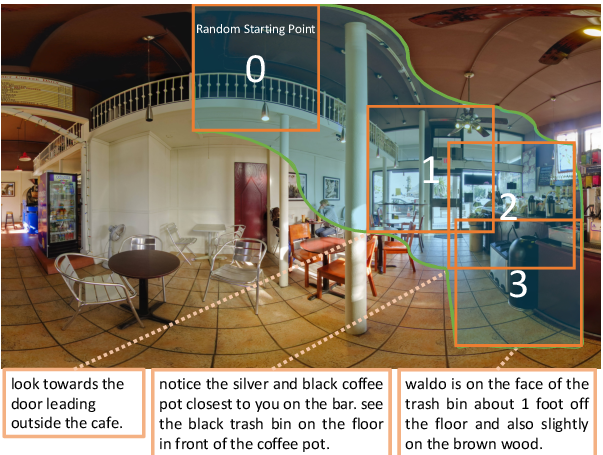 Random Starting Point
0
1
2
3
look towards the
door leading
outside the cafe.
notice the silver and black coffee
pot closest to you on the bar. see
the black trash bin on the floor
in front of the coffee pot.
waldo is on the face of the
trash bin about 1 foot off
the floor and also slightly
on the brown wood.